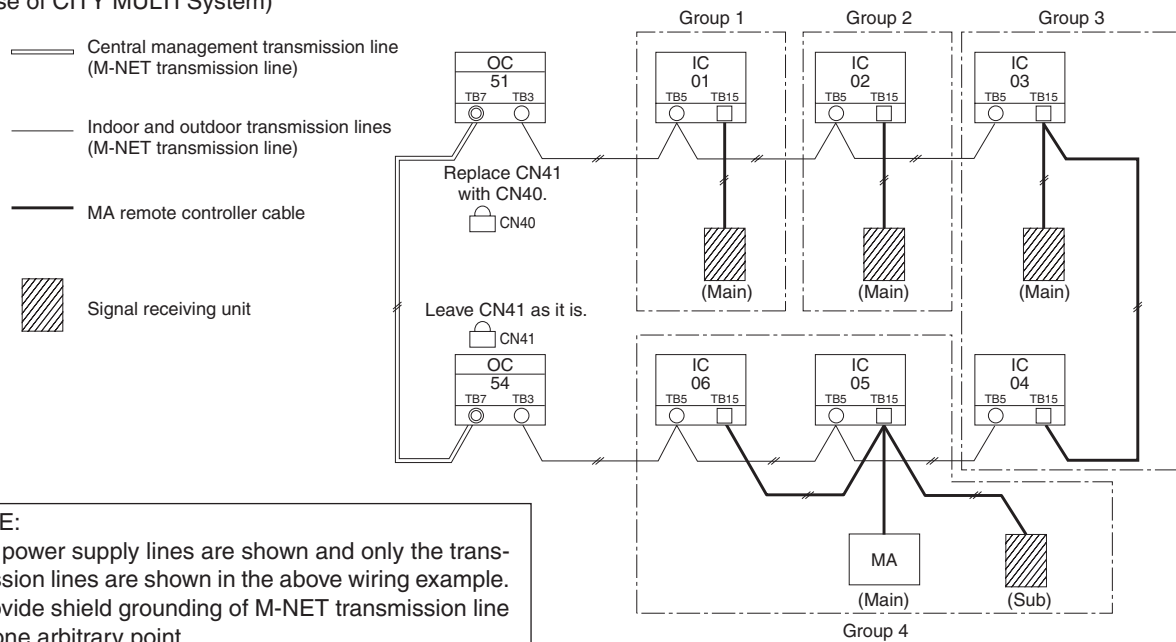 se of CITY MULTI System)
Central management transmission line
(M-NET transmission line)
Indoor and outdoor transmission lines
(M-NET transmission line)
MA remote controller cable
Signal receiving unit
Group 1
Group 2
Group 3
OC
51
TB7 TB3
IC
01
TB5 TB15
IC
02
TB5 TB15
IC
03
TB5 TB15
Replace CN41
with CN40.
CN40
(Main)
(Main)
(Main)
Leave CN41 as it is.
CN41
OC
54
TB7 TB3
IC
06
TB5 TB15
IC
05
TB5 TB15
IC
04
TB5 TB15
MA
(Main)
(Sub)
Group 4
E:
power supply lines are shown and only the trans-
ssion lines are shown in the above wiring example.
ovide shield grounding of M-NET transmission line
one arbitrary point